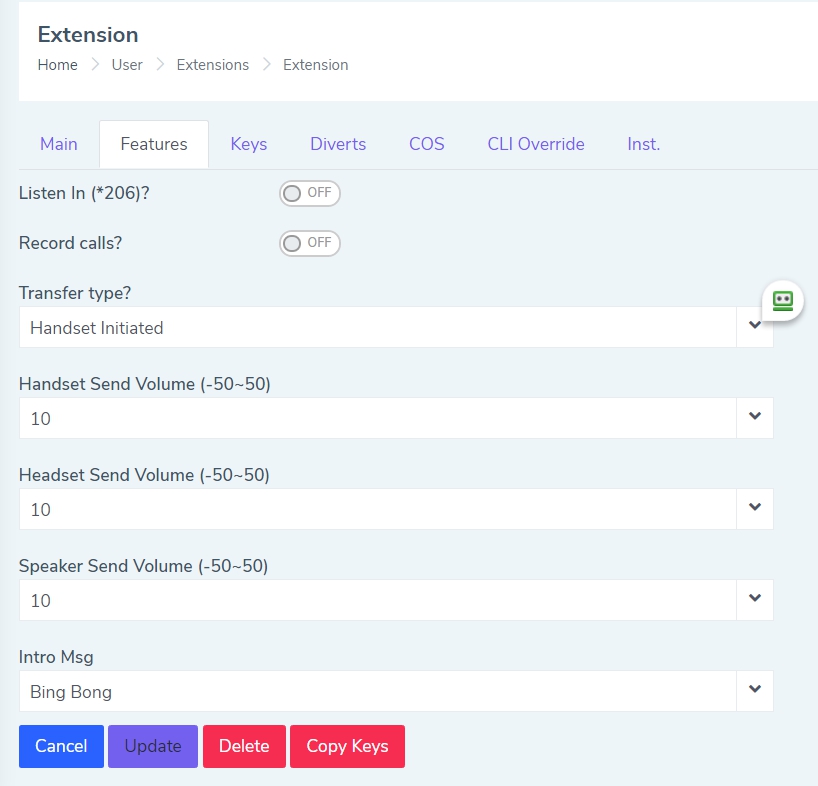 Extension
Home User Extensions Extension
Main Features Keys Diverts COS CLI Override Inst.
Listen In (*206)? OFF
Record calls? OFF
Transfer type?
Handset Initiated
Handset Send Volume (-50~50)
10
Headset Send Volume (-50~50)
10
Speaker Send Volume (-50~50)
10
Intro Msg
Bing Bong
Cancel Update Delete Copy Keys